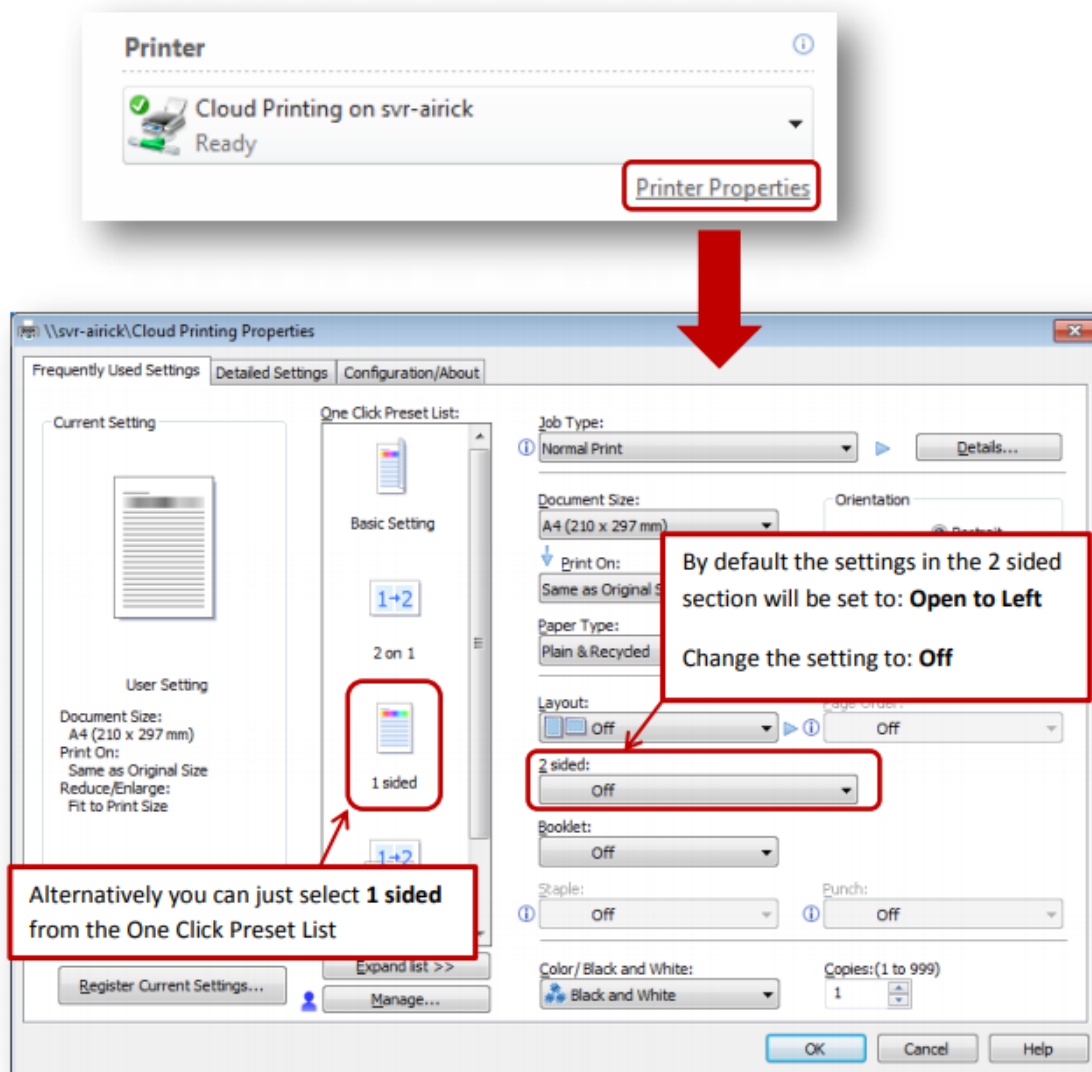 Printer
Cloud Printing on svr-airick
Ready
Printer Properties
\\svr-airick\Cloud Printing Properties
Frequently Used Settings
Detailed Settings
Configuration/About
Current Setting
User Setting
Document Size:
A4 (210 x 297 mm)
Print On:
Same as Original Size
Reduce/Enlarge:
Fit to Print Size
One Click Preset List:
Basic Setting
1→2
2 on 1
1 sided
1→2
Alternatively you can just select 1 sided
from the One Click Preset List
Register Current Settings...
Expand list >>
Manage...
Job Type:
Normal Print
Details...
Document Size:
A4 (210 x 297 mm)
Orientation
Print On:
Same as Original
Paper Type:
Plain & Recycled
By default the settings in the 2 sided
section will be set to: Open to Left
Change the setting to: Off
Layout:
Off
Page Order:
Off
2 sided:
Off
Booklet:
Off
Staple:
Off
Punch:
Off
Color/ Black and White:
Black and White
Copies:(1 to 999)
1
OK
Cancel
Help